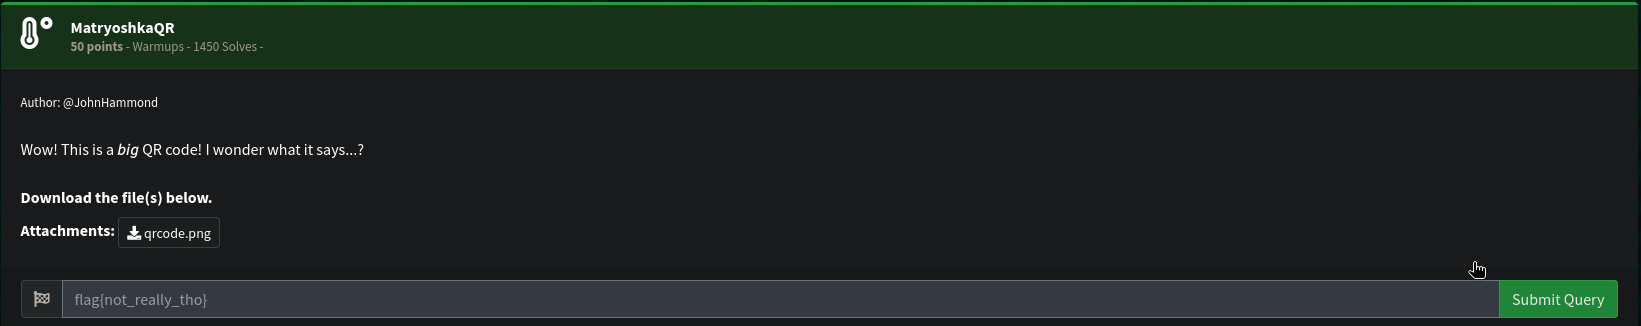 MatryoshkaQR
50 points - Warmups - 1450 Solves -
Author: @JohnHammond
Wow! This is a big QR code! I wonder what it says...?
Download the file(s) below.
Attachments: qrcode.png
flag{not_really_tho} Submit Query